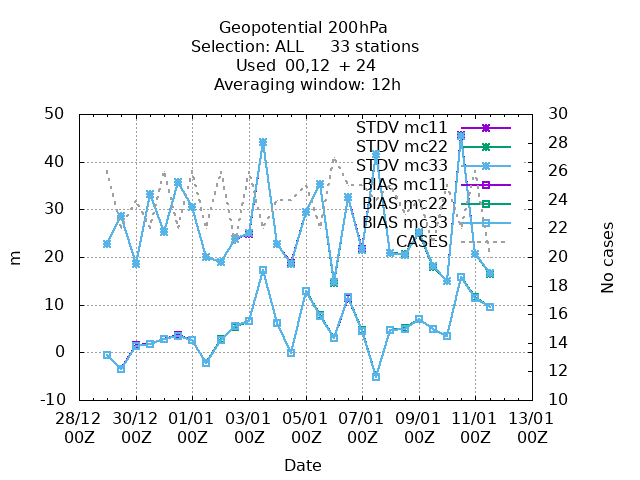 Geopotential 200hPa
Selection: ALL 33 stations
Used 00,12 + 24
Averaging window: 12h
50
40
30
20
10
0
-10
m
30
28
26
24
22
20
18
16
14
12
10
No cases
STDV mc11
STDV mc22
STDV mc33
BIAS mc11
BIAS mc22
BIAS mc33
CASES
28/12 30/12 01/01 03/01 05/01 07/01 09/01 11/01 13/01
00Z 00Z 00Z 00Z 00Z 00Z 00Z 00Z 00Z
Date